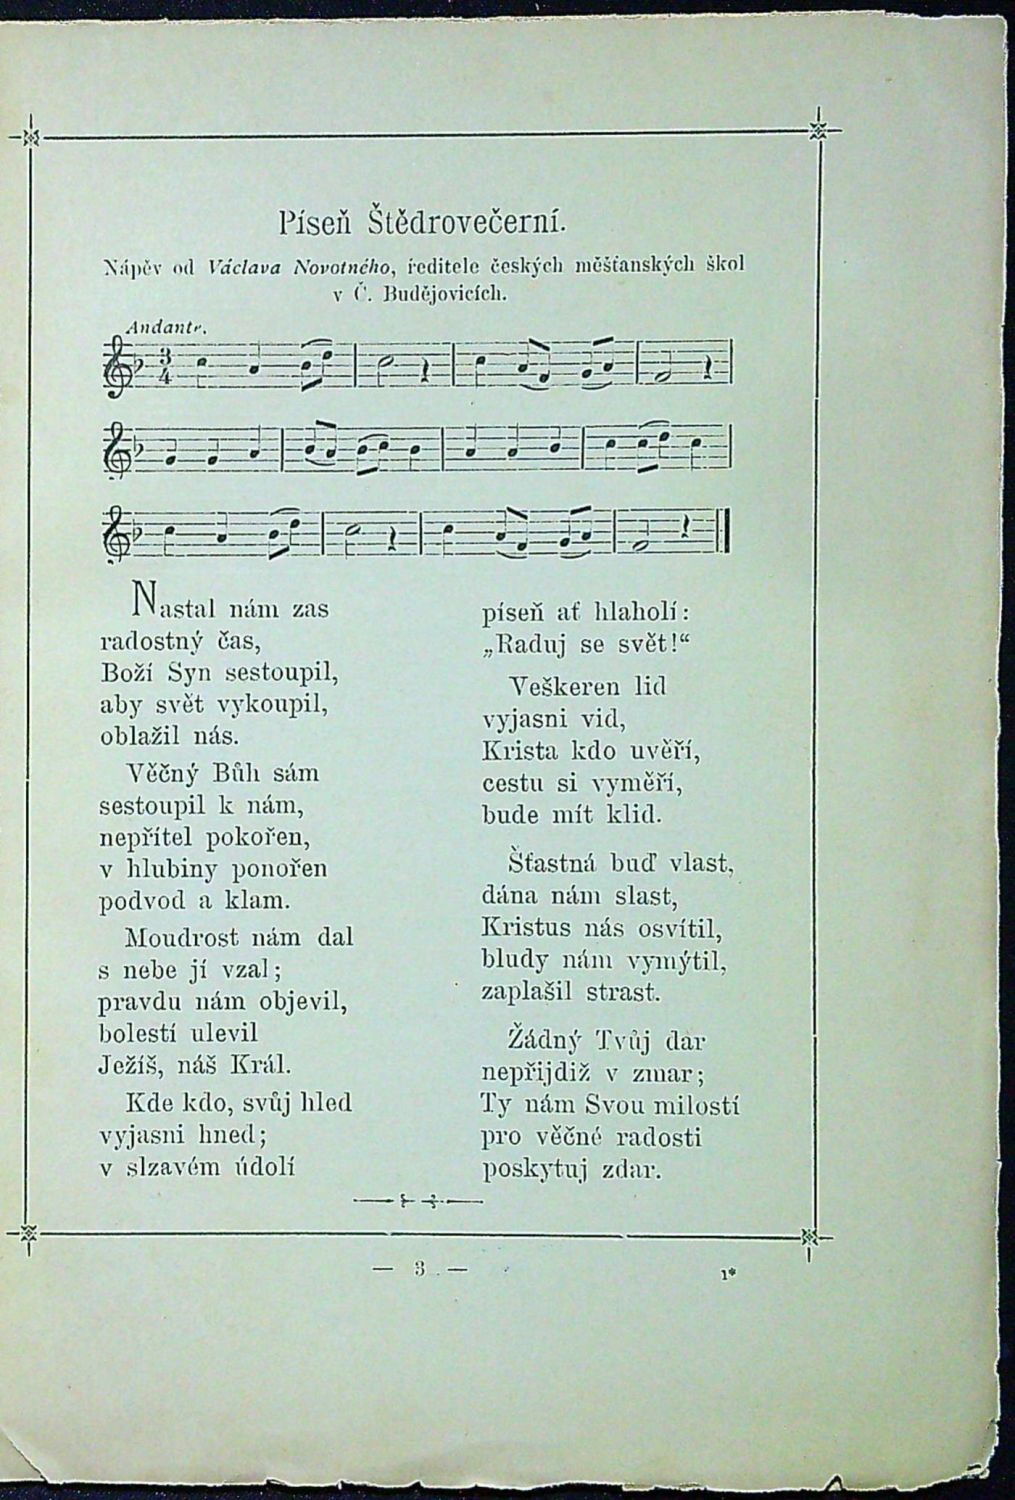 Píseň Štědrovečerní.
Nápěv od Václava Novotného, ředitele českých měšťanských škol
v Č. Budějovicích.
Andante.
3
4
Nastal nám zas
radostný čas,
Boží Syn sestoupil,
aby svět vykoupil,
oblažil nás.
Věčný Bůh sám
sestoupil k nám,
nepřítel pokořen,
v hlubiny ponořen
podvod a klam.
Moudrost nám dal
s nebe jí vzal;
pravdu nám objevil,
bolestí ulevil
Ježíš, náš Král.
Kde kdo, svůj hled
vyjasni hned;
v slzavém údolí
píseň ať hlaholí:
„Raduj se svět!“
Veškeren lid
vyjasni vid,
Krista kdo uvěří,
cestu si vyměří,
bude mít klid.
Šťastná buď vlast,
dána nám slast,
Kristus nás osvítil,
bludy nám vymýtil,
zaplašil strast.
Žádný Tvůj dar
nepřijdiž v zmar;
Ty nám Svou milostí
pro věčné radosti
poskytuj zdar.
— 3 —
1*